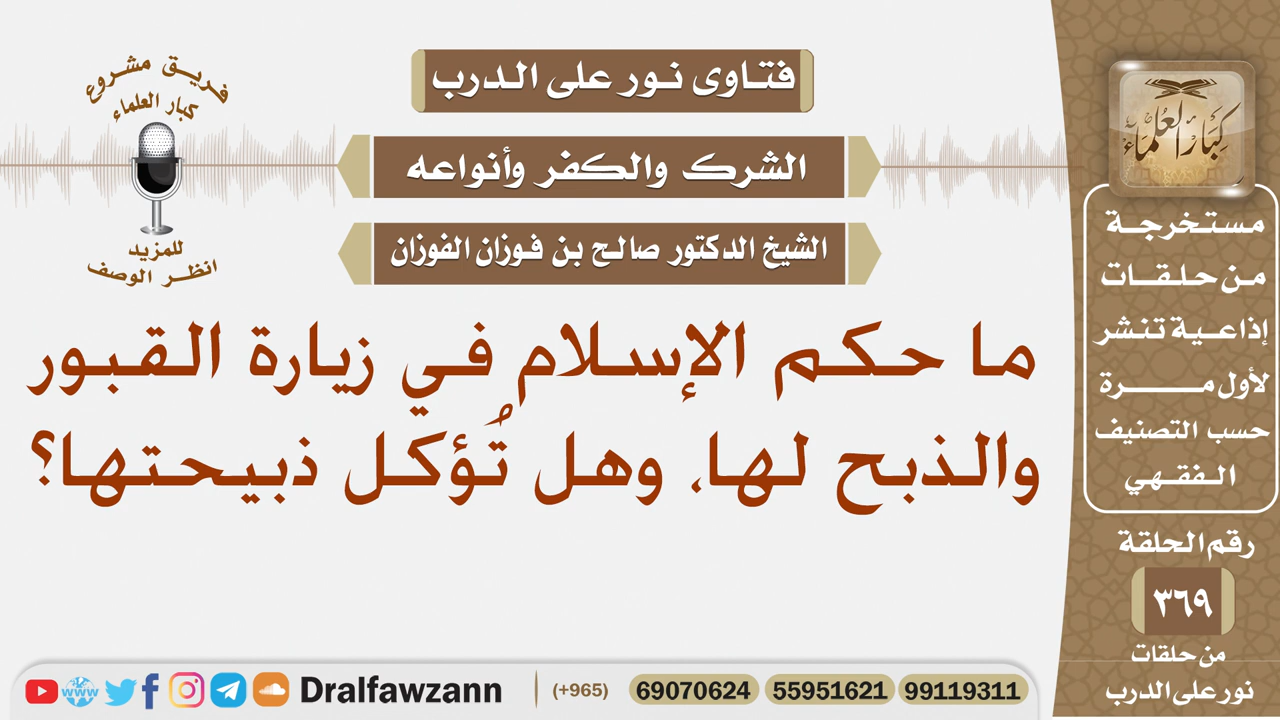 فريق مشروع
كبار العلماء
للمزيد
انظر الوصف
فتاوى نور على الدرب
الشرك والكفر وأنواعه
الشيخ الدكتور صالح بن فوزان الفوزان
ما حكم الإسلام في زيارة القبور
والذبح لها، وهل تُؤكل ذبيحتها؟
كبار العلماء
مستخرجة
من حلقات
إذاعية تنشر
لأول مرة
حسب التصنيف
الفقهي
رقم الحلقة
٣٦٩
من حلقات
نور على الدرب
www Dralfawzann (+965) 69070624 55951621 99119311